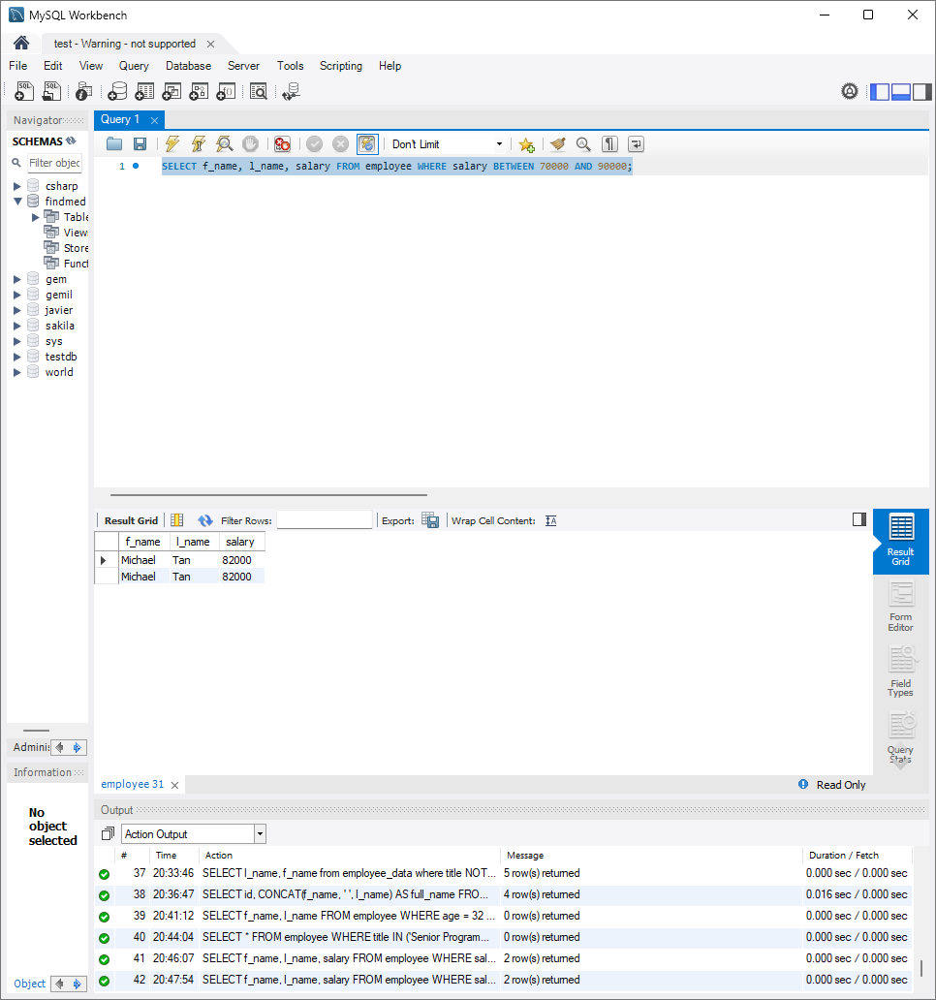 MySQL Workbench
test - Warning - not supported
File Edit View Query Database Server Tools Scripting Help
Navigator
Query 1
SCHEMAS
Don't Limit
Filter objec
1 SELECT f_name, l_name, salary FROM employee WHERE salary BETWEEN 70000 AND 90000;
csharp
findmed
Table
Views
Store
Funct
gem
gemil
javier
sakila
sys
testdb
world
Result Grid Filter Rows: Export: Wrap Cell Content:
f_name l_name salary
Michael Tan 82000
Michael Tan 82000
Result
Grid
Form
Editor
Field
Types
Query
Stats
Adminis
Information
employee 31
Read Only
No
object
selected
Output
Action Output
# Time Action Message Duration / Fetch
37 20:33:46 SELECT l_name, f_name from employee_data where title NOT... 5 row(s) returned 0.000 sec / 0.000 sec
38 20:36:47 SELECT id, CONCAT(f_name, ' ', l_name) AS full_name FRO... 4 row(s) returned 0.016 sec / 0.000 sec
39 20:41:12 SELECT f_name, l_name FROM employee WHERE age = 32 ... 0 row(s) returned 0.000 sec / 0.000 sec
40 20:44:04 SELECT * FROM employee WHERE title IN ('Senior Program... 0 row(s) returned 0.000 sec / 0.000 sec
41 20:46:07 SELECT f_name, l_name, salary FROM employee WHERE sal... 2 row(s) returned 0.000 sec / 0.000 sec
42 20:47:54 SELECT f_name, l_name, salary FROM employee WHERE sal... 2 row(s) returned 0.000 sec / 0.000 sec
Object